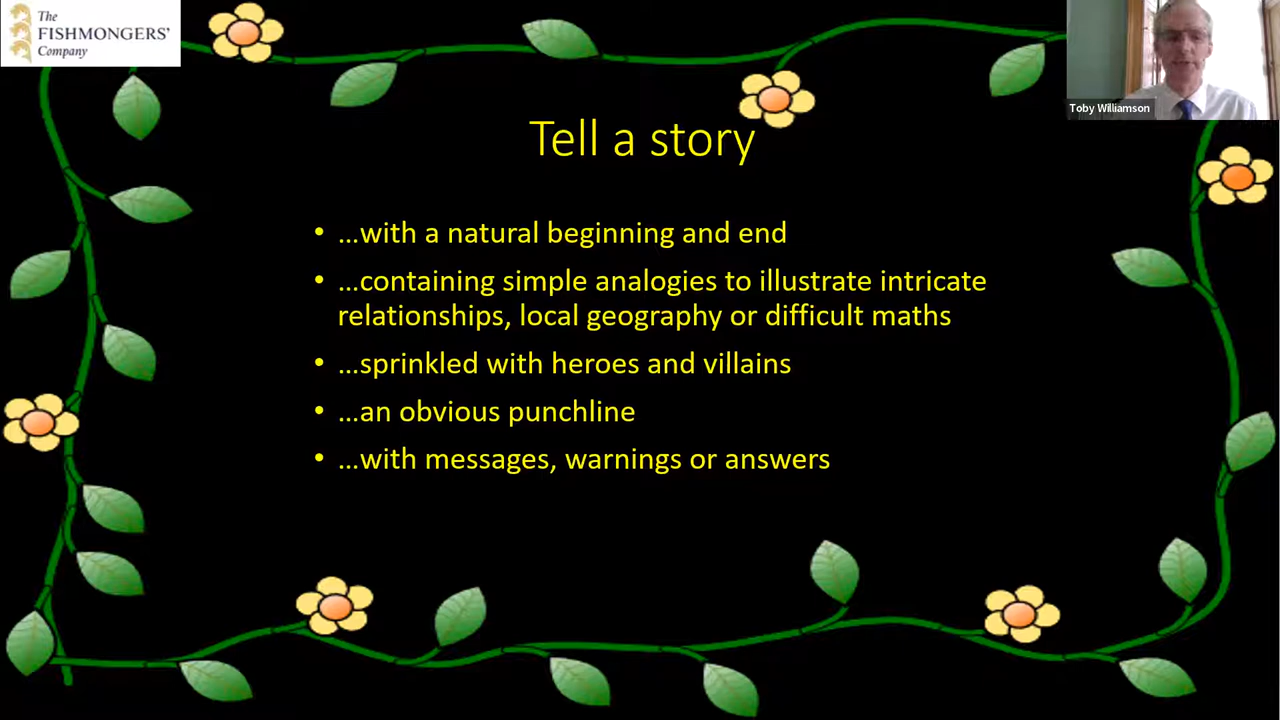 The
FISHMONGERS'
Company
Toby Williamson
Tell a story
• ...with a natural beginning and end
• ...containing simple analogies to illustrate intricate
relationships, local geography or difficult maths
• ...sprinkled with heroes and villains
• ...an obvious punchline
• ...with messages, warnings or answers